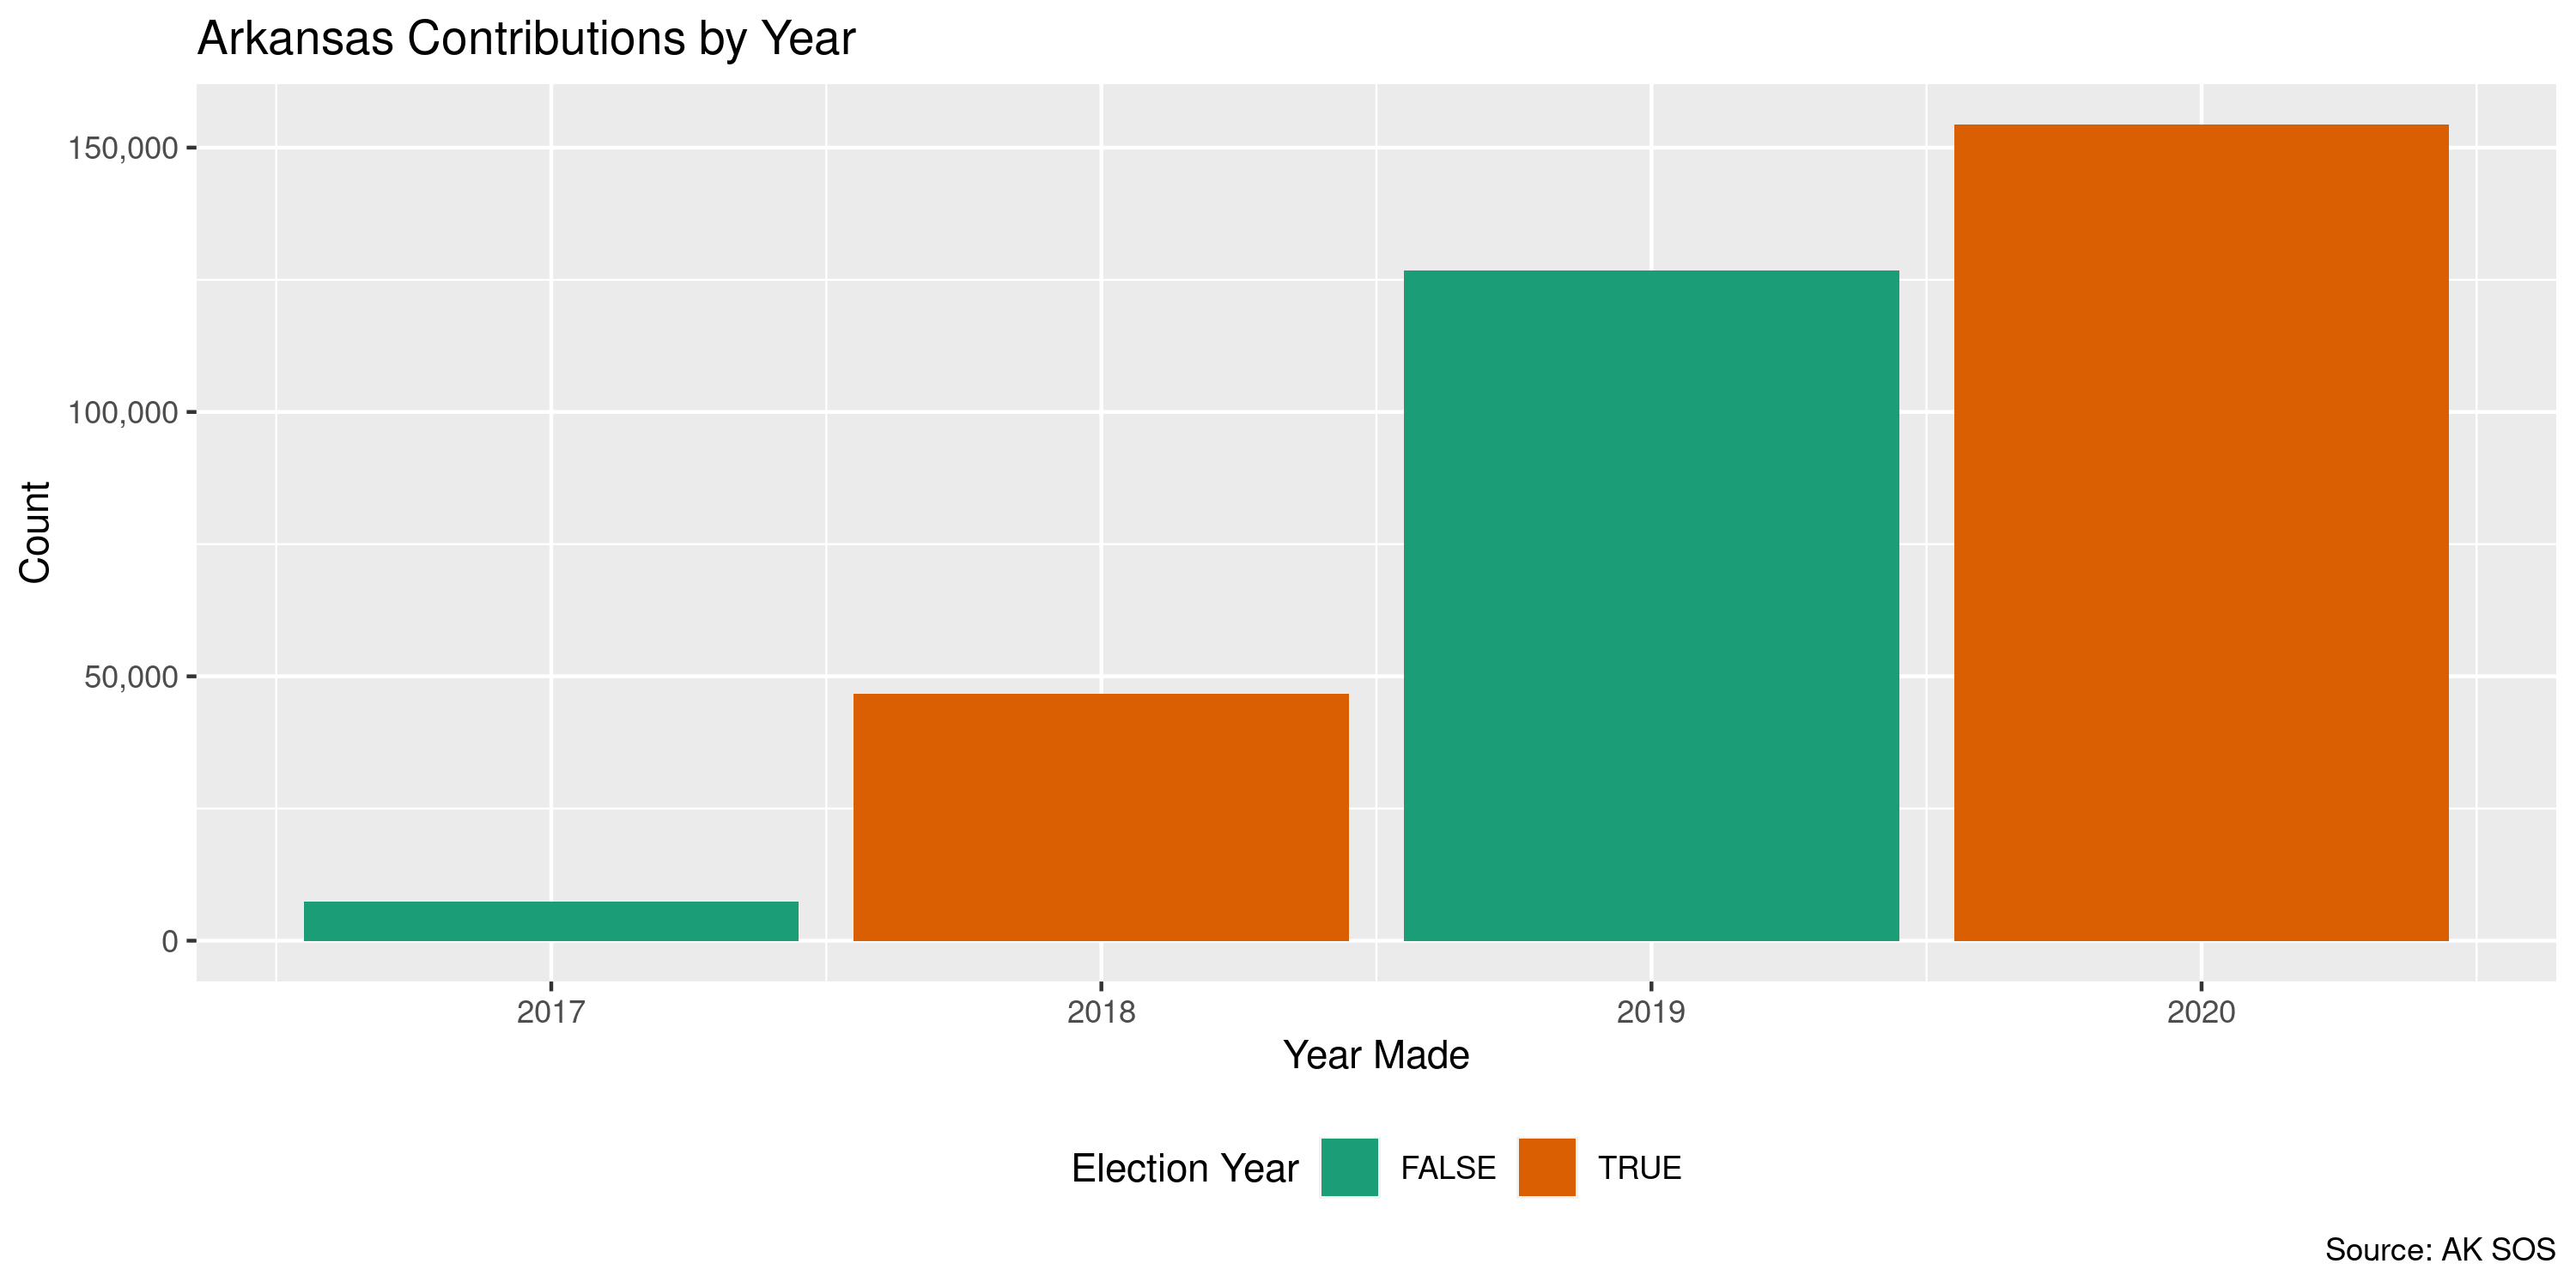 Arkansas Contributions by Year
150,000
100,000
50,000
0
Count
2017 2018 2019 2020
Year Made
Election Year FALSE TRUE
Source: AK SOS